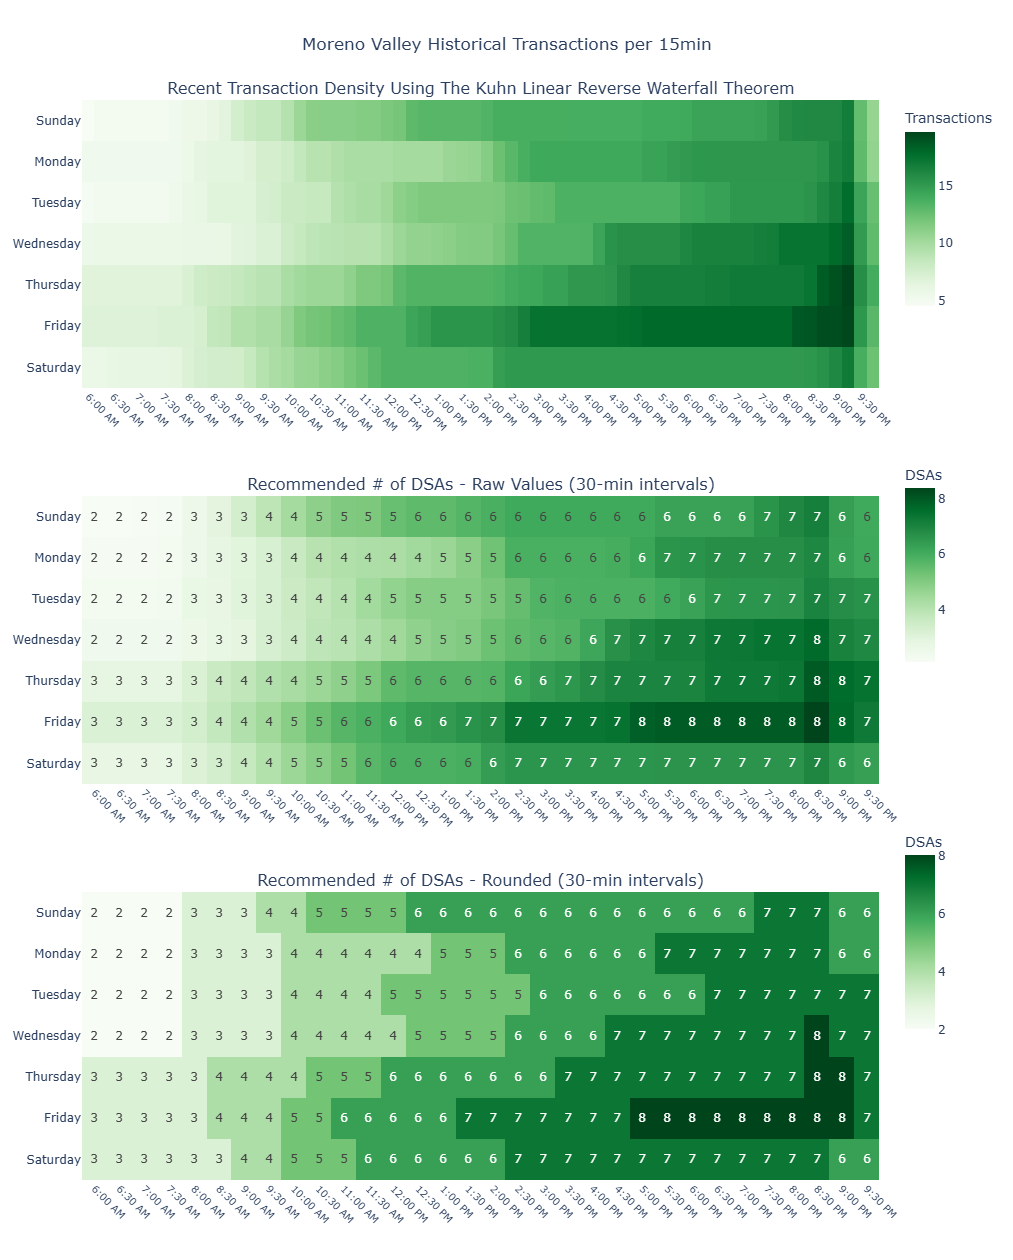 Moreno Valley Historical Transactions per 15min
Recent Transaction Density Using The Kuhn Linear Reverse Waterfall Theorem
Transactions
15
10
5
Sunday
Monday
Tuesday
Wednesday
Thursday
Friday
Saturday
6:00 AM 6:30 AM 7:00 AM 7:30 AM 8:00 AM 8:30 AM 9:00 AM 9:30 AM 10:00 AM 10:30 AM 11:00 AM 11:30 AM 12:00 PM 12:30 PM 1:00 PM 1:30 PM 2:00 PM 2:30 PM 3:00 PM 3:30 PM 4:00 PM 4:30 PM 5:00 PM 5:30 PM 6:00 PM 6:30 PM 7:00 PM 7:30 PM 8:00 PM 8:30 PM 9:00 PM 9:30 PM
Recommended # of DSAs - Raw Values (30-min intervals)
DSAs
8
6
4
Sunday 2 2 2 2 3 3 3 4 4 5 5 5 5 6 6 6 6 6 6 6 6 6 6 6 6 6 6 7 7 7 6 6
Monday 2 2 2 2 3 3 3 3 4 4 4 4 4 4 5 5 5 6 6 6 6 6 6 7 7 7 7 7 7 7 6 6
Tuesday 2 2 2 2 3 3 3 3 4 4 4 4 5 5 5 5 5 5 6 6 6 6 6 6 6 7 7 7 7 7 7 7
Wednesday 2 2 2 2 3 3 3 3 4 4 4 4 4 5 5 5 5 6 6 6 6 7 7 7 7 7 7 7 7 8 7 7
Thursday 3 3 3 3 3 4 4 4 4 5 5 5 6 6 6 6 6 6 6 7 7 7 7 7 7 7 7 7 7 8 8 7
Friday 3 3 3 3 3 4 4 4 5 5 6 6 6 6 6 7 7 7 7 7 7 7 8 8 8 8 8 8 8 8 8 7
Saturday 3 3 3 3 3 3 4 4 5 5 5 6 6 6 6 6 6 7 7 7 7 7 7 7 7 7 7 7 7 7 6 6
6:00 AM 6:30 AM 7:00 AM 7:30 AM 8:00 AM 8:30 AM 9:00 AM 9:30 AM 10:00 AM 10:30 AM 11:00 AM 11:30 AM 12:00 PM 12:30 PM 1:00 PM 1:30 PM 2:00 PM 2:30 PM 3:00 PM 3:30 PM 4:00 PM 4:30 PM 5:00 PM 5:30 PM 6:00 PM 6:30 PM 7:00 PM 7:30 PM 8:00 PM 8:30 PM 9:00 PM 9:30 PM
Recommended # of DSAs - Rounded (30-min intervals)
DSAs
8
6
4
2
Sunday 2 2 2 2 3 3 3 4 4 5 5 5 5 6 6 6 6 6 6 6 6 6 6 6 6 6 6 7 7 7 6 6
Monday 2 2 2 2 3 3 3 3 4 4 4 4 4 4 5 5 5 6 6 6 6 6 6 7 7 7 7 7 7 7 6 6
Tuesday 2 2 2 2 3 3 3 3 4 4 4 4 5 5 5 5 5 5 6 6 6 6 6 6 6 7 7 7 7 7 7 7
Wednesday 2 2 2 2 3 3 3 3 4 4 4 4 4 5 5 5 5 6 6 6 6 7 7 7 7 7 7 7 7 8 7 7
Thursday 3 3 3 3 3 4 4 4 4 5 5 5 6 6 6 6 6 6 6 7 7 7 7 7 7 7 7 7 7 8 8 7
Friday 3 3 3 3 3 4 4 4 5 5 6 6 6 6 6 7 7 7 7 7 7 7 8 8 8 8 8 8 8 8 8 7
Saturday 3 3 3 3 3 3 4 4 5 5 5 6 6 6 6 6 6 7 7 7 7 7 7 7 7 7 7 7 7 7 6 6
6:00 AM 6:30 AM 7:00 AM 7:30 AM 8:00 AM 8:30 AM 9:00 AM 9:30 AM 10:00 AM 10:30 AM 11:00 AM 11:30 AM 12:00 PM 12:30 PM 1:00 PM 1:30 PM 2:00 PM 2:30 PM 3:00 PM 3:30 PM 4:00 PM 4:30 PM 5:00 PM 5:30 PM 6:00 PM 6:30 PM 7:00 PM 7:30 PM 8:00 PM 8:30 PM 9:00 PM 9:30 PM